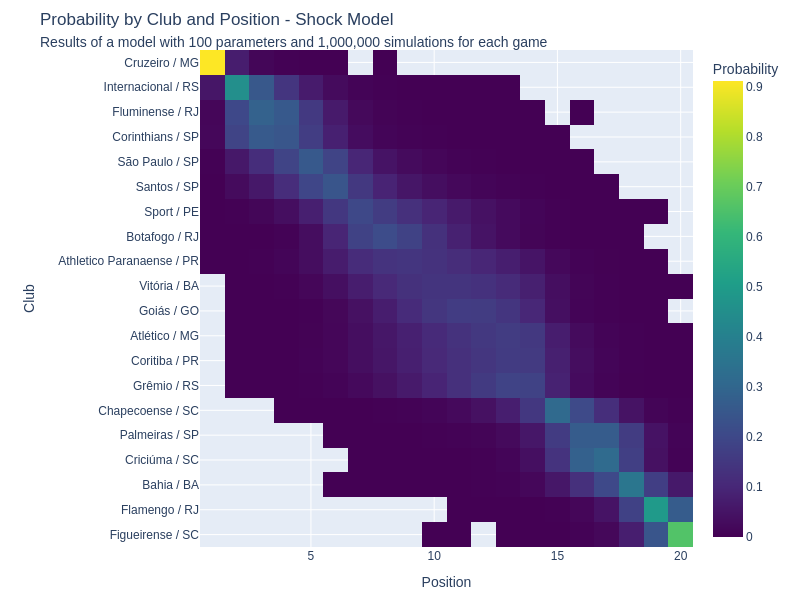 Probability by Club and Position - Shock Model
Results of a model with 100 parameters and 1,000,000 simulations for each game
Probability
Club
Cruzeiro / MG
Internacional / RS
Fluminense / RJ
Corinthians / SP
São Paulo / SP
Santos / SP
Sport / PE
Botafogo / RJ
Athletico Paranaense / PR
Vitória / BA
Goiás / GO
Atlético / MG
Coritiba / PR
Grêmio / RS
Chapecoense / SC
Palmeiras / SP
Criciúma / SC
Bahia / BA
Flamengo / RJ
Figueirense / SC
0.9
0.8
0.7
0.6
0.5
0.4
0.3
0.2
0.1
0
5 10 15 20
Position